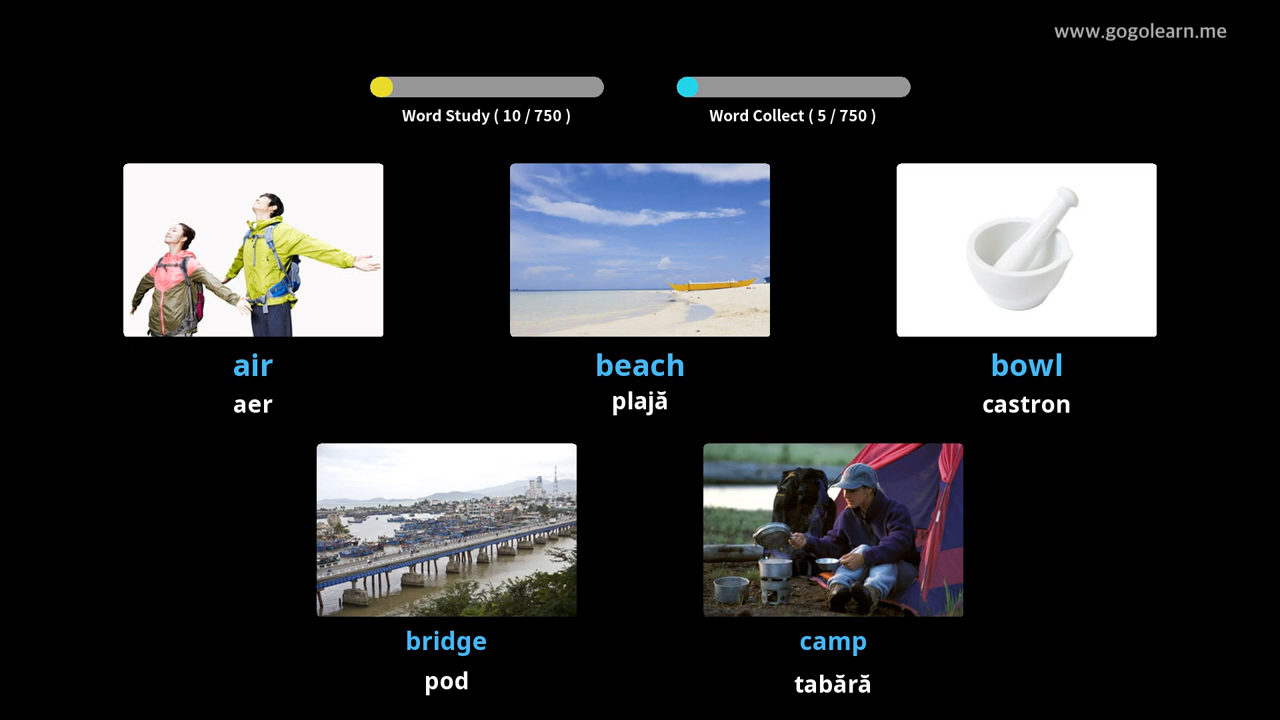 www.gogolearn.me
Word Study ( 10 / 750 )
Word Collect ( 5 / 750 )
air
aer
beach
plajă
bowl
castron
bridge
pod
camp
tabără